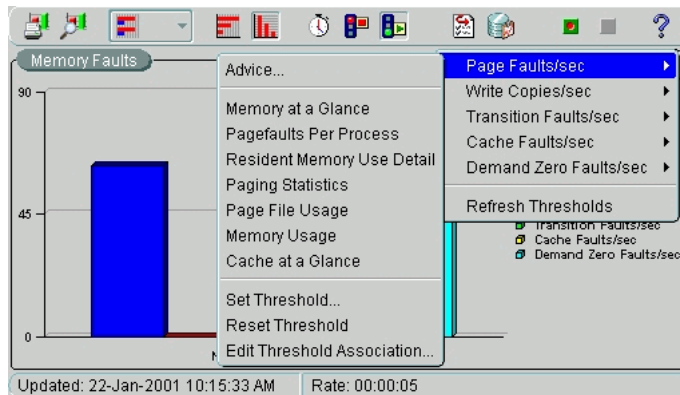 ?
Memory Faults
90
45
0
N
Advice...
Memory at a Glance
Pagefaults Per Process
Resident Memory Use Detail
Paging Statistics
Page File Usage
Memory Usage
Cache at a Glance
Set Threshold...
Reset Threshold
Edit Threshold Association...
Page Faults/sec
Write Copies/sec
Transition Faults/sec
Cache Faults/sec
Demand Zero Faults/sec
Refresh Thresholds
Transition Faults/sec
Cache Faults/sec
Demand Zero Faults/sec
Updated: 22-Jan-2001 10:15:33 AM
Rate: 00:00:05